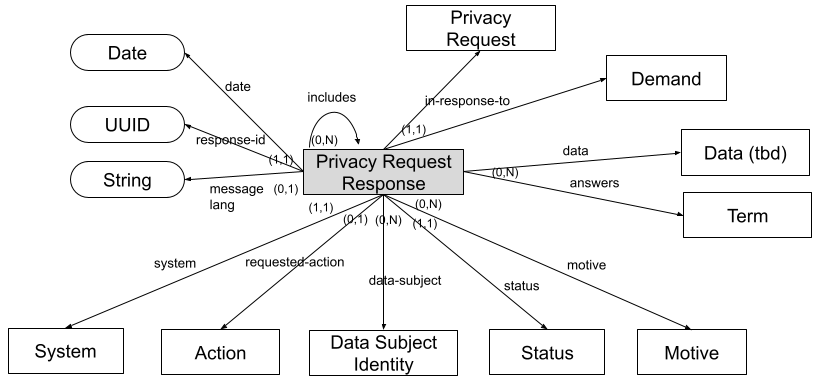 Privacy
Request
Date
Demand
date
includes
in-response-to
UUID
(1,1)
response-id
(0,N)
data
Data (tbd)
(1,1)
Privacy Request
Response
String
(0,N)
answers
message
lang
(0,1)
Term
(1,1)
(0,1)
(0,N)
(0,N)
(1,1)
system
requested-action
data-subject
status
motive
System
Action
Data Subject
Identity
Status
Motive